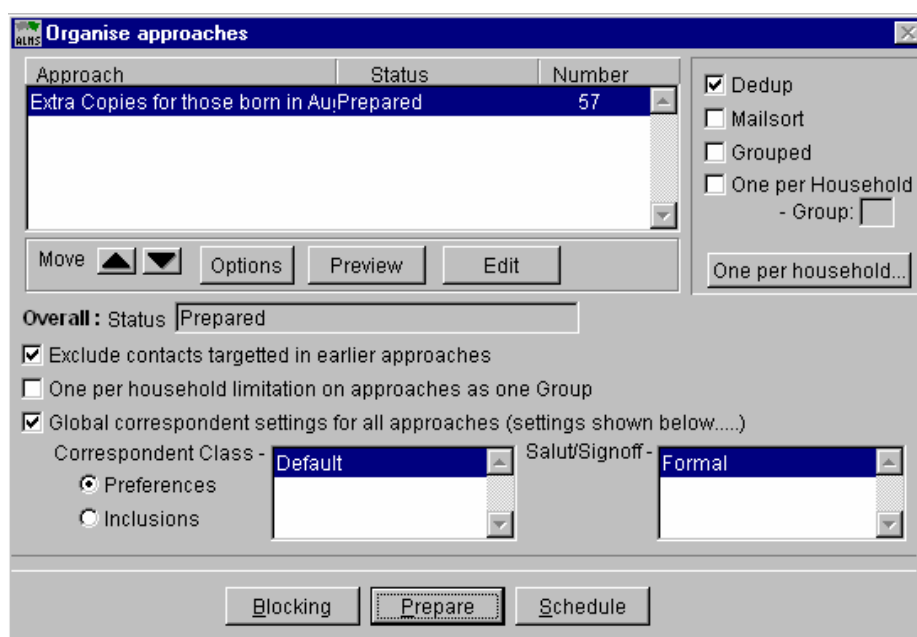 ALMS Organise approaches
Approach Status Number
Extra Copies for those born in Au Prepared 57
Dedup
Mailsort
Grouped
One per Household
- Group:
One per household...
Move Options Preview Edit
Overall : Status Prepared
Exclude contacts targetted in earlier approaches
One per household limitation on approaches as one Group
Global correspondent settings for all approaches (settings shown below.....)
Correspondent Class - Default Salut/Signoff - Formal
Preferences
Inclusions
Blocking Prepare Schedule